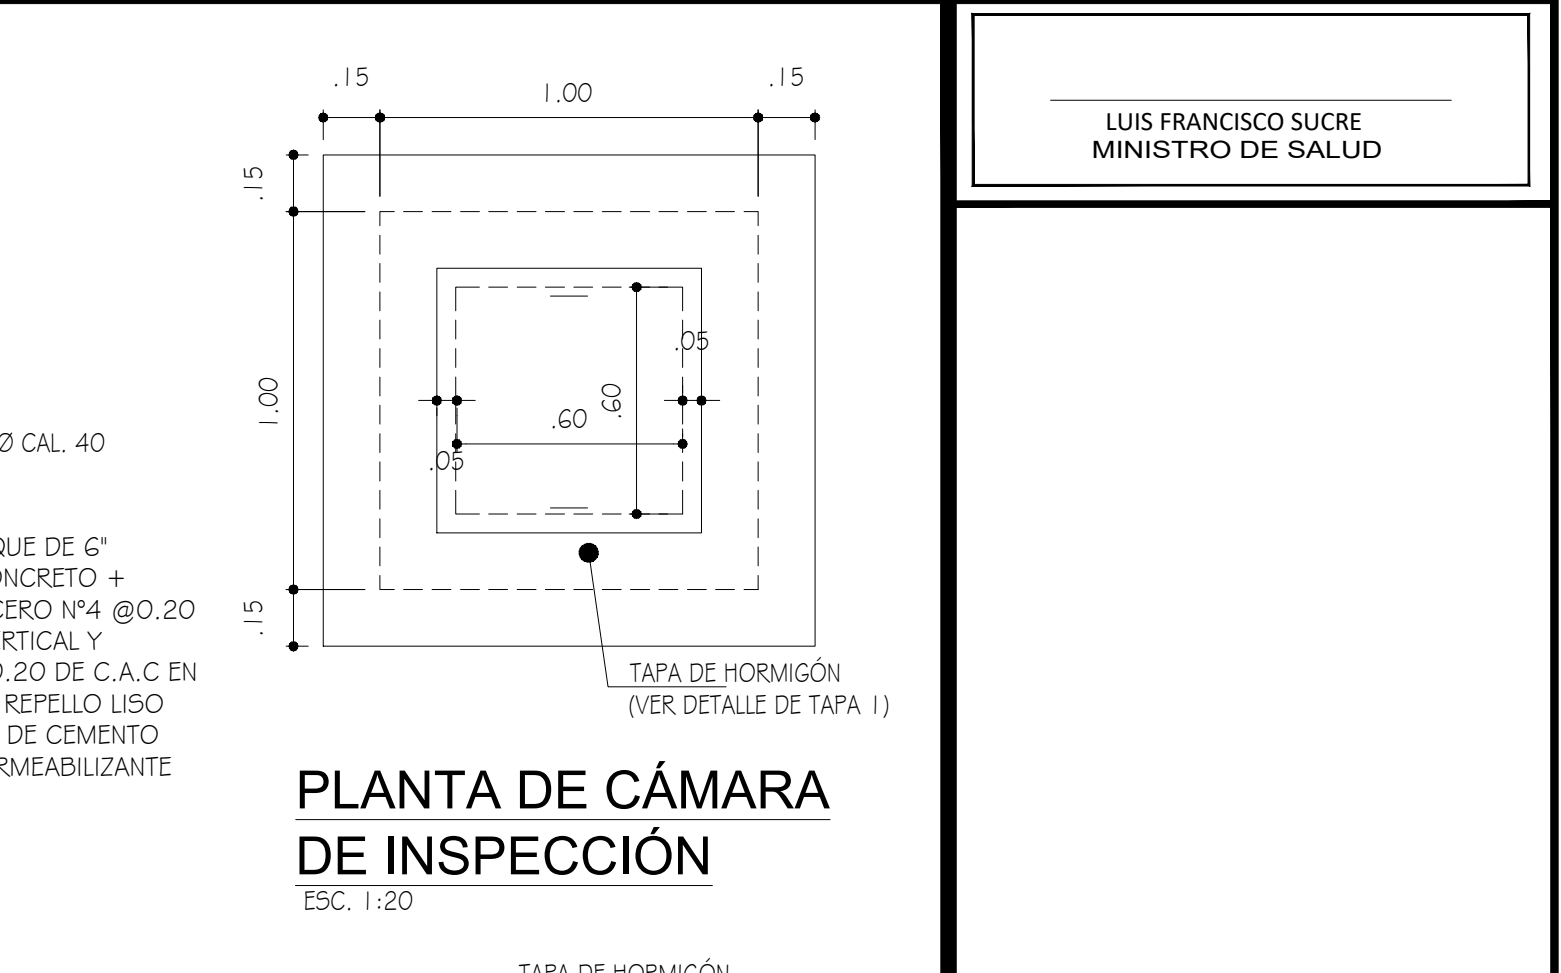 .15
1.00
.15
LUIS FRANCISCO SUCRE
MINISTRO DE SALUD
.15
1.00
.15
.05
.60
.60
.05
Ø CAL. 40
QUE DE 6"
ONCRETO +
CERO Nº4 @0.20
ERTICAL Y
0.20 DE C.A.C EN
REPELLO LISO
DE CEMENTO
RMEABILIZANTE
TAPA DE HORMIGÓN
(VER DETALLE DE TAPA 1)
PLANTA DE CÁMARA
DE INSPECCIÓN
ESC. 1:20
TAPA DE HORMIGÓN